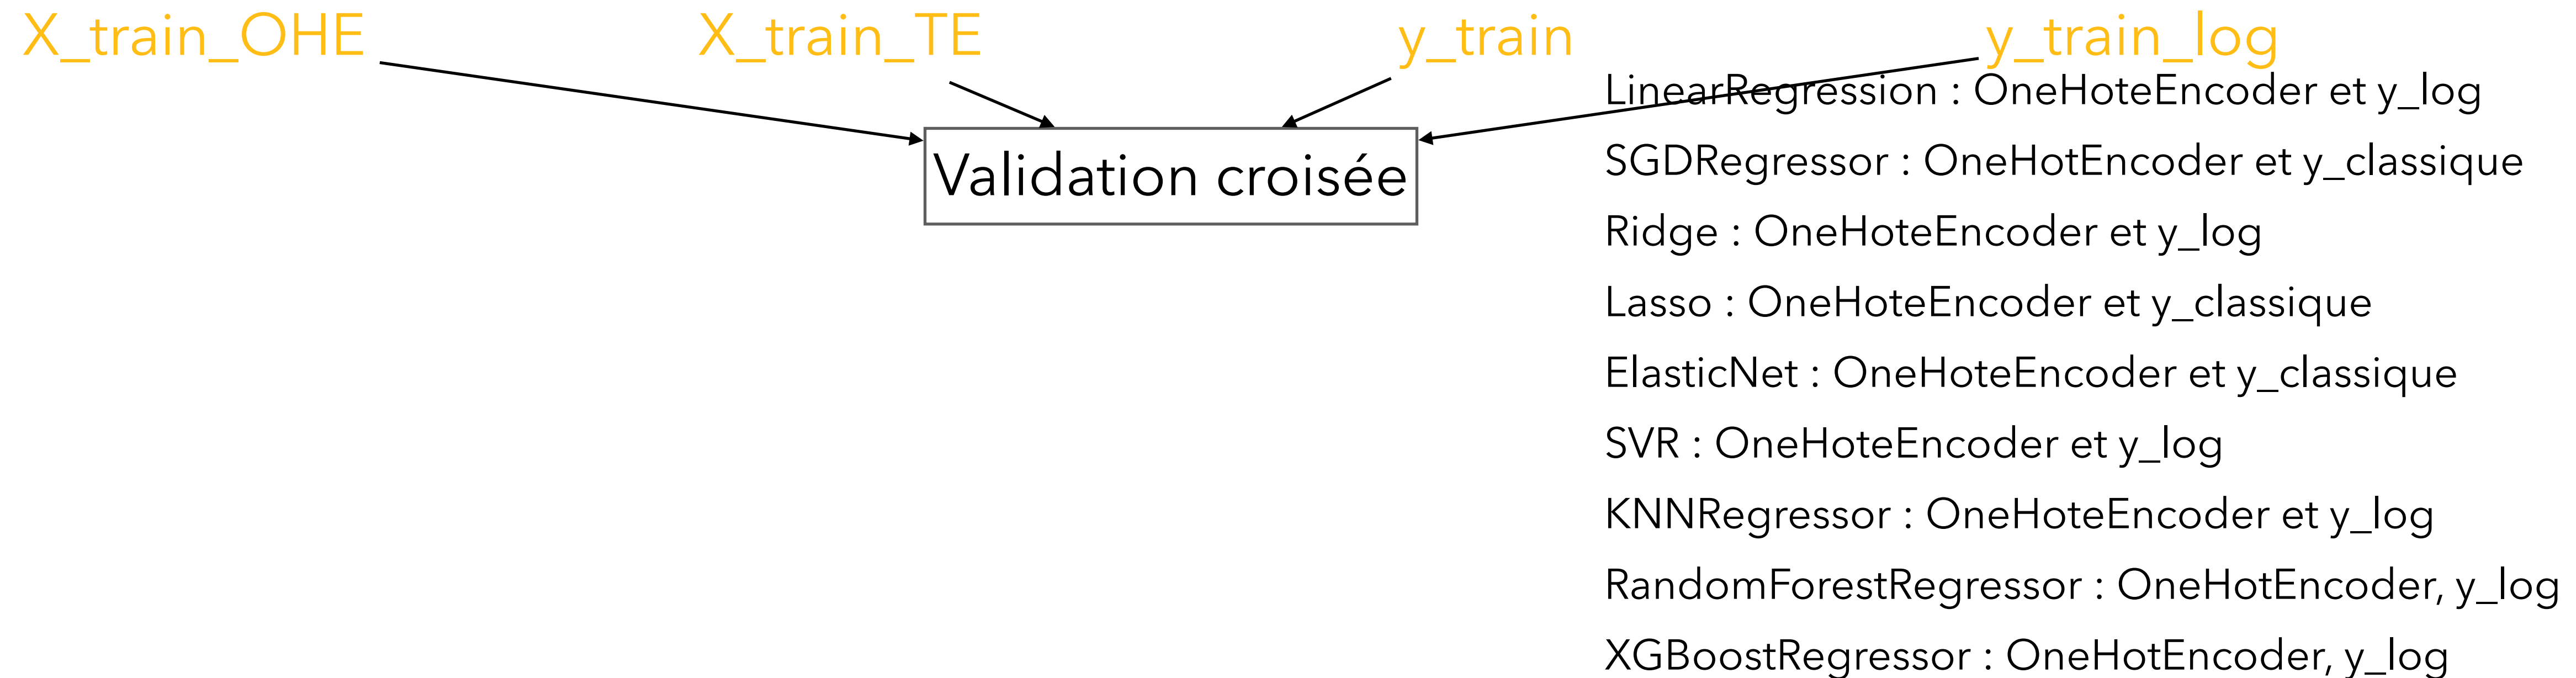 X_train_OHE
X_train_TE
y_train
y_train_log
Validation croisée
LinearRegression : OneHoteEncoder et y_log
SGDRegressor : OneHotEncoder et y_classique
Ridge : OneHoteEncoder et y_log
Lasso : OneHoteEncoder et y_classique
ElasticNet : OneHoteEncoder et y_classique
SVR : OneHoteEncoder et y_log
KNNRegressor : OneHoteEncoder et y_log
RandomForestRegressor : OneHotEncoder, y_log
XGBoostRegressor : OneHotEncoder, y_log